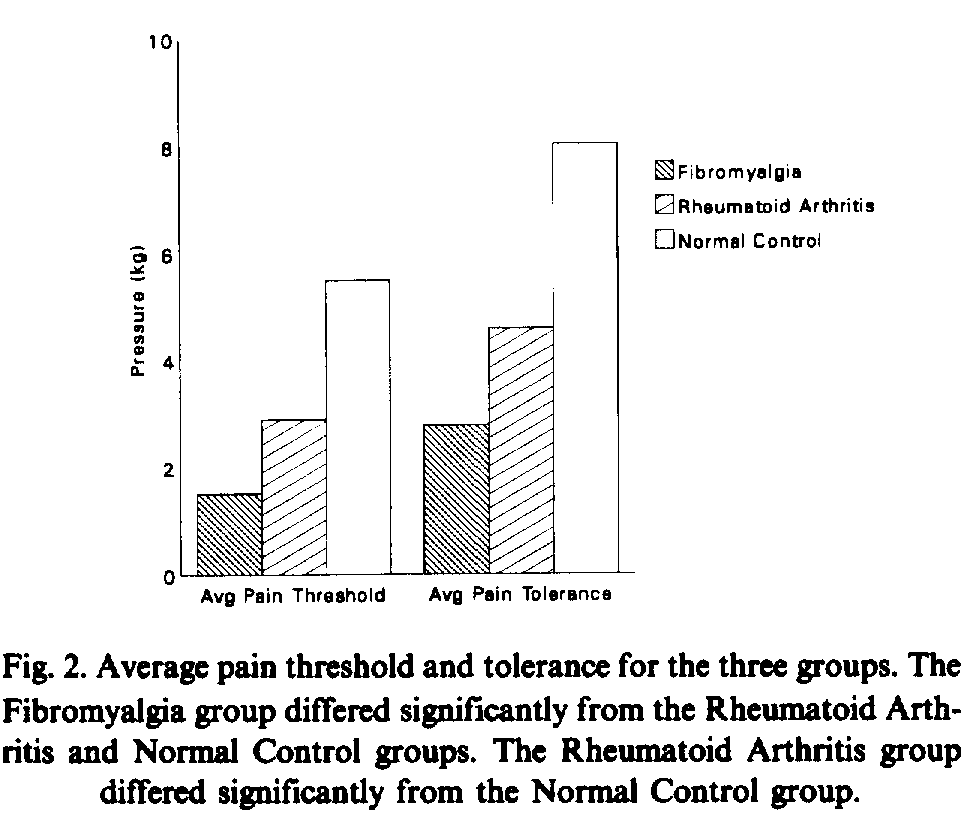 10
8
6
4
2
0
Pressure (kg)
Fibromyalgia
Rheumatoid Arthritis
Normal Control
Avg Pain Threshold
Avg Pain Tolerance
Fig. 2. Average pain threshold and tolerance for the three groups. The
Fibromyalgia group differed significantly from the Rheumatoid Arth-
ritis and Normal Control groups. The Rheumatoid Arthritis group
differed significantly from the Normal Control group.